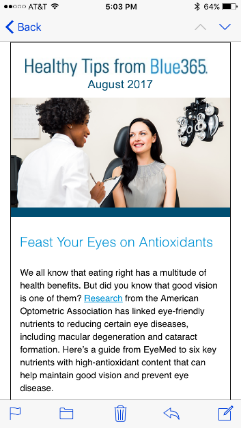 AT&T 5:03 PM 64%
Back
Healthy Tips from Blue365.
August 2017
Feast Your Eyes on Antioxidants
We all know that eating right has a multitude of
health benefits. But did you know that good vision
is one of them? Research from the American
Optometric Association has linked eye-friendly
nutrients to reducing certain eye diseases,
including macular degeneration and cataract
formation. Here's a guide from EyeMed to six key
nutrients with high-antioxidant content that can
help maintain good vision and prevent eye
disease.